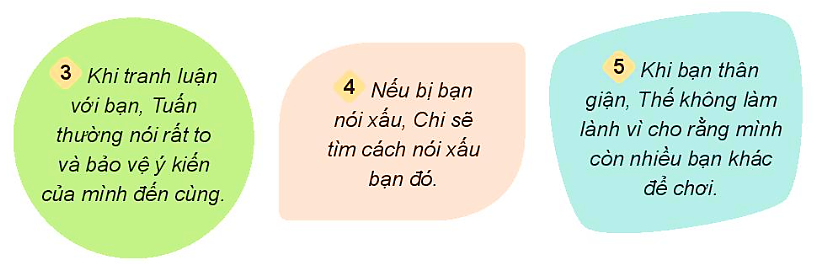 3 Khi tranh luận
với bạn, Tuấn
thường nói rất to
và bảo vệ ý kiến
của mình đến cùng.
4 Nếu bị bạn
nói xấu, Chi sẽ
tìm cách nói xấu
bạn đó.
5 Khi bạn thân
giận, Thế không làm
lành vì cho rằng mình
còn nhiều bạn khác
để chơi.